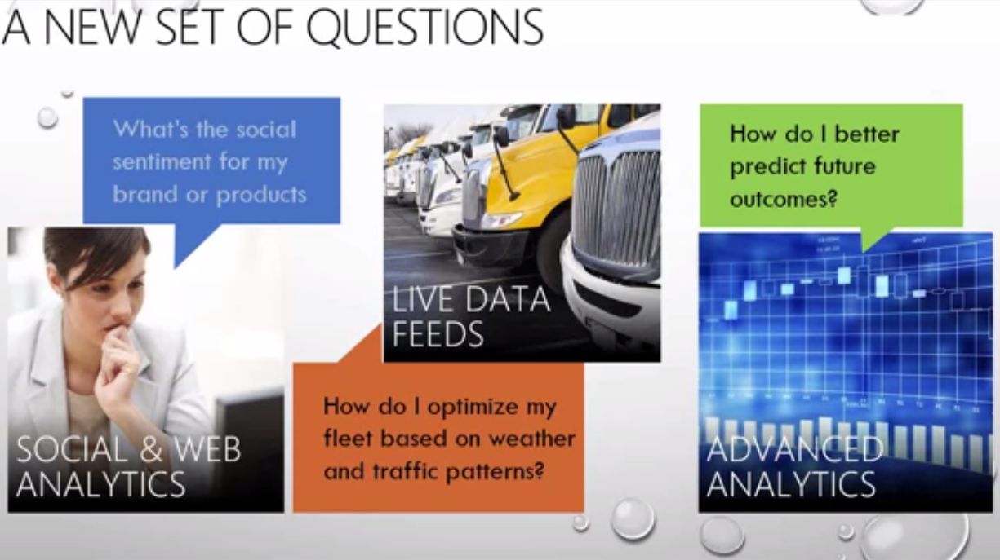 A NEW SET OF QUESTIONS
What's the social
sentiment for my
brand or products
SOCIAL & WEB
ANALYTICS
LIVE DATA
FEEDS
How do I optimize my
fleet based on weather
and traffic patterns?
How do I better
predict future
outcomes?
ADVANCED
ANALYTICS